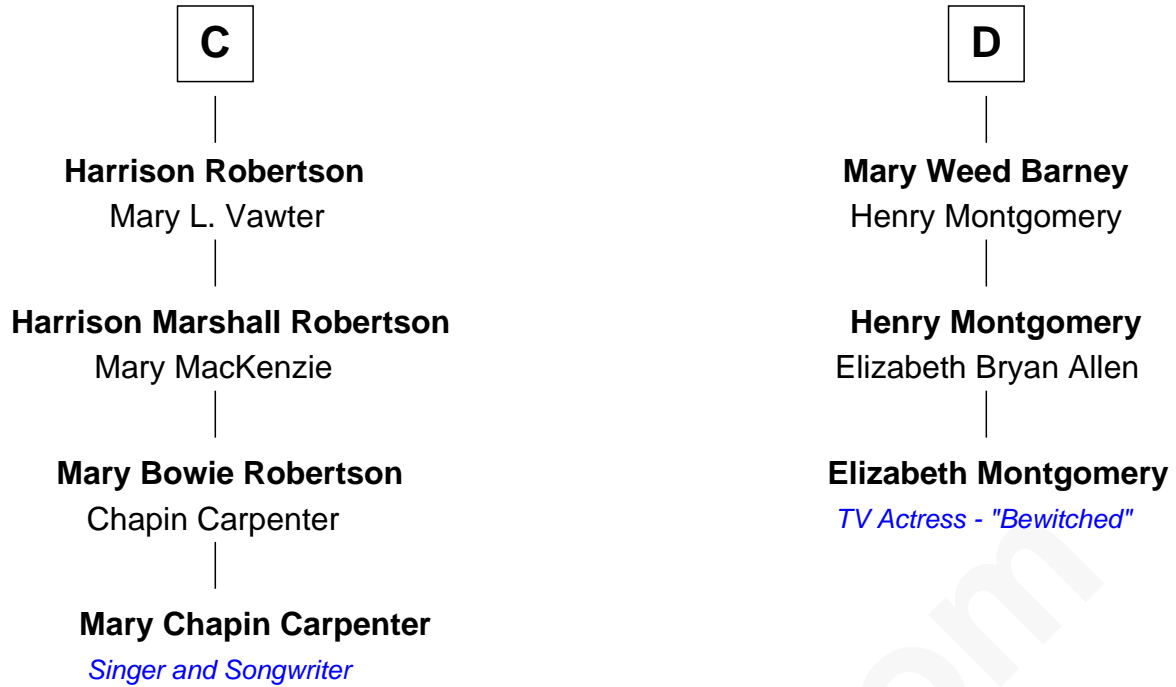 C
Harrison Robertson
Mary L. Vawter
Harrison Marshall Robertson
Mary MacKenzie
Mary Bowie Robertson
Chapin Carpenter
Mary Chapin Carpenter
Singer and Songwriter
D
Mary Weed Barney
Henry Montgomery
Henry Montgomery
Elizabeth Bryan Allen
Elizabeth Montgomery
TV Actress - "Bewitched"
om